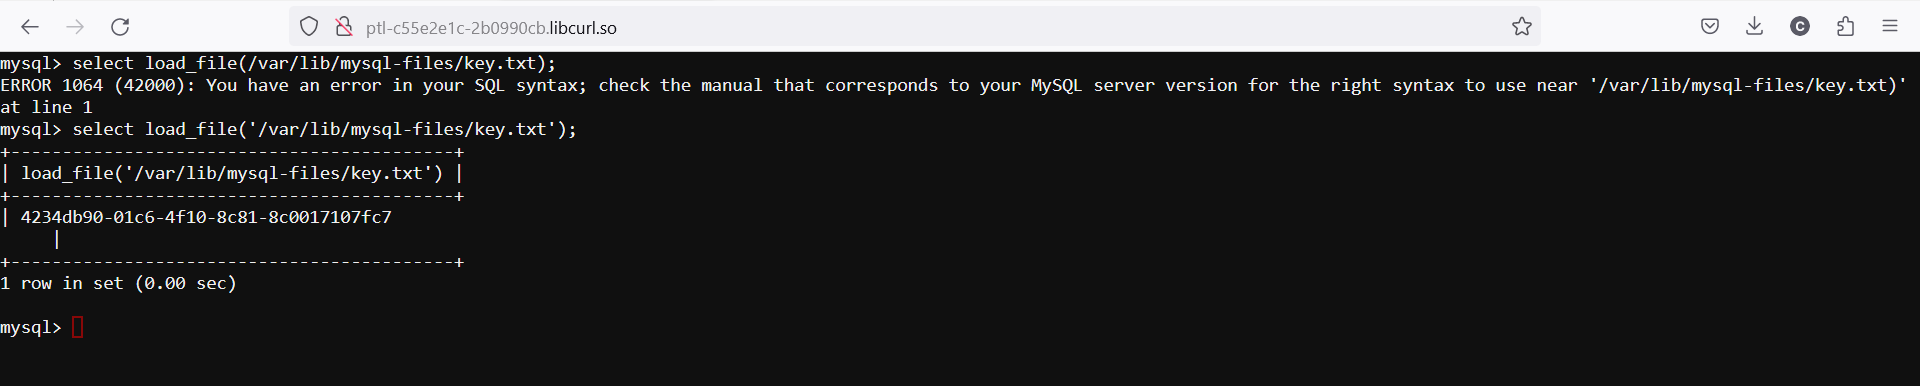 ptl-c55e2e1c-2b0990cb.libcurl.so
C
mysql> select load_file(/var/lib/mysql-files/key.txt);
ERROR 1064 (42000): You have an error in your SQL syntax; check the manual that corresponds to your MySQL server version for the right syntax to use near '/var/lib/mysql-files/key.txt)'
at line 1
mysql> select load_file('/var/lib/mysql-files/key.txt');
+-------------------------------------------+
| load_file('/var/lib/mysql-files/key.txt') |
+-------------------------------------------+
| 4234db90-01c6-4f10-8c81-8c0017107fc7
     |
+-------------------------------------------+
1 row in set (0.00 sec)
mysql>